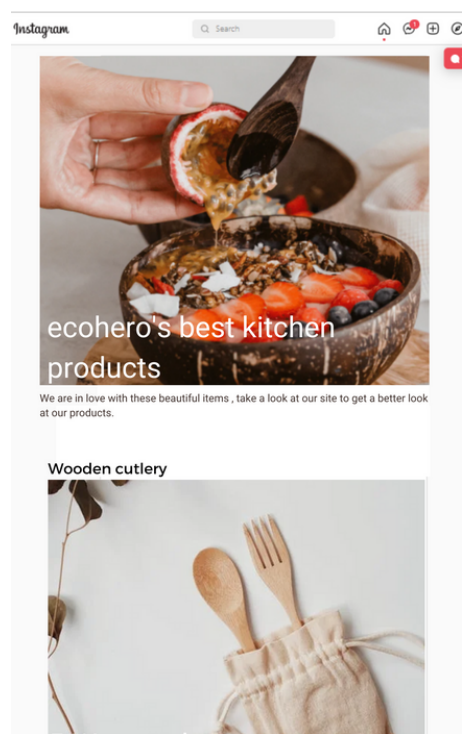 Instagram
Search
1
ecohero's best kitchen
products
We are in love with these beautiful items , take a look at our site to get a better look
at our products.
Wooden cutlery